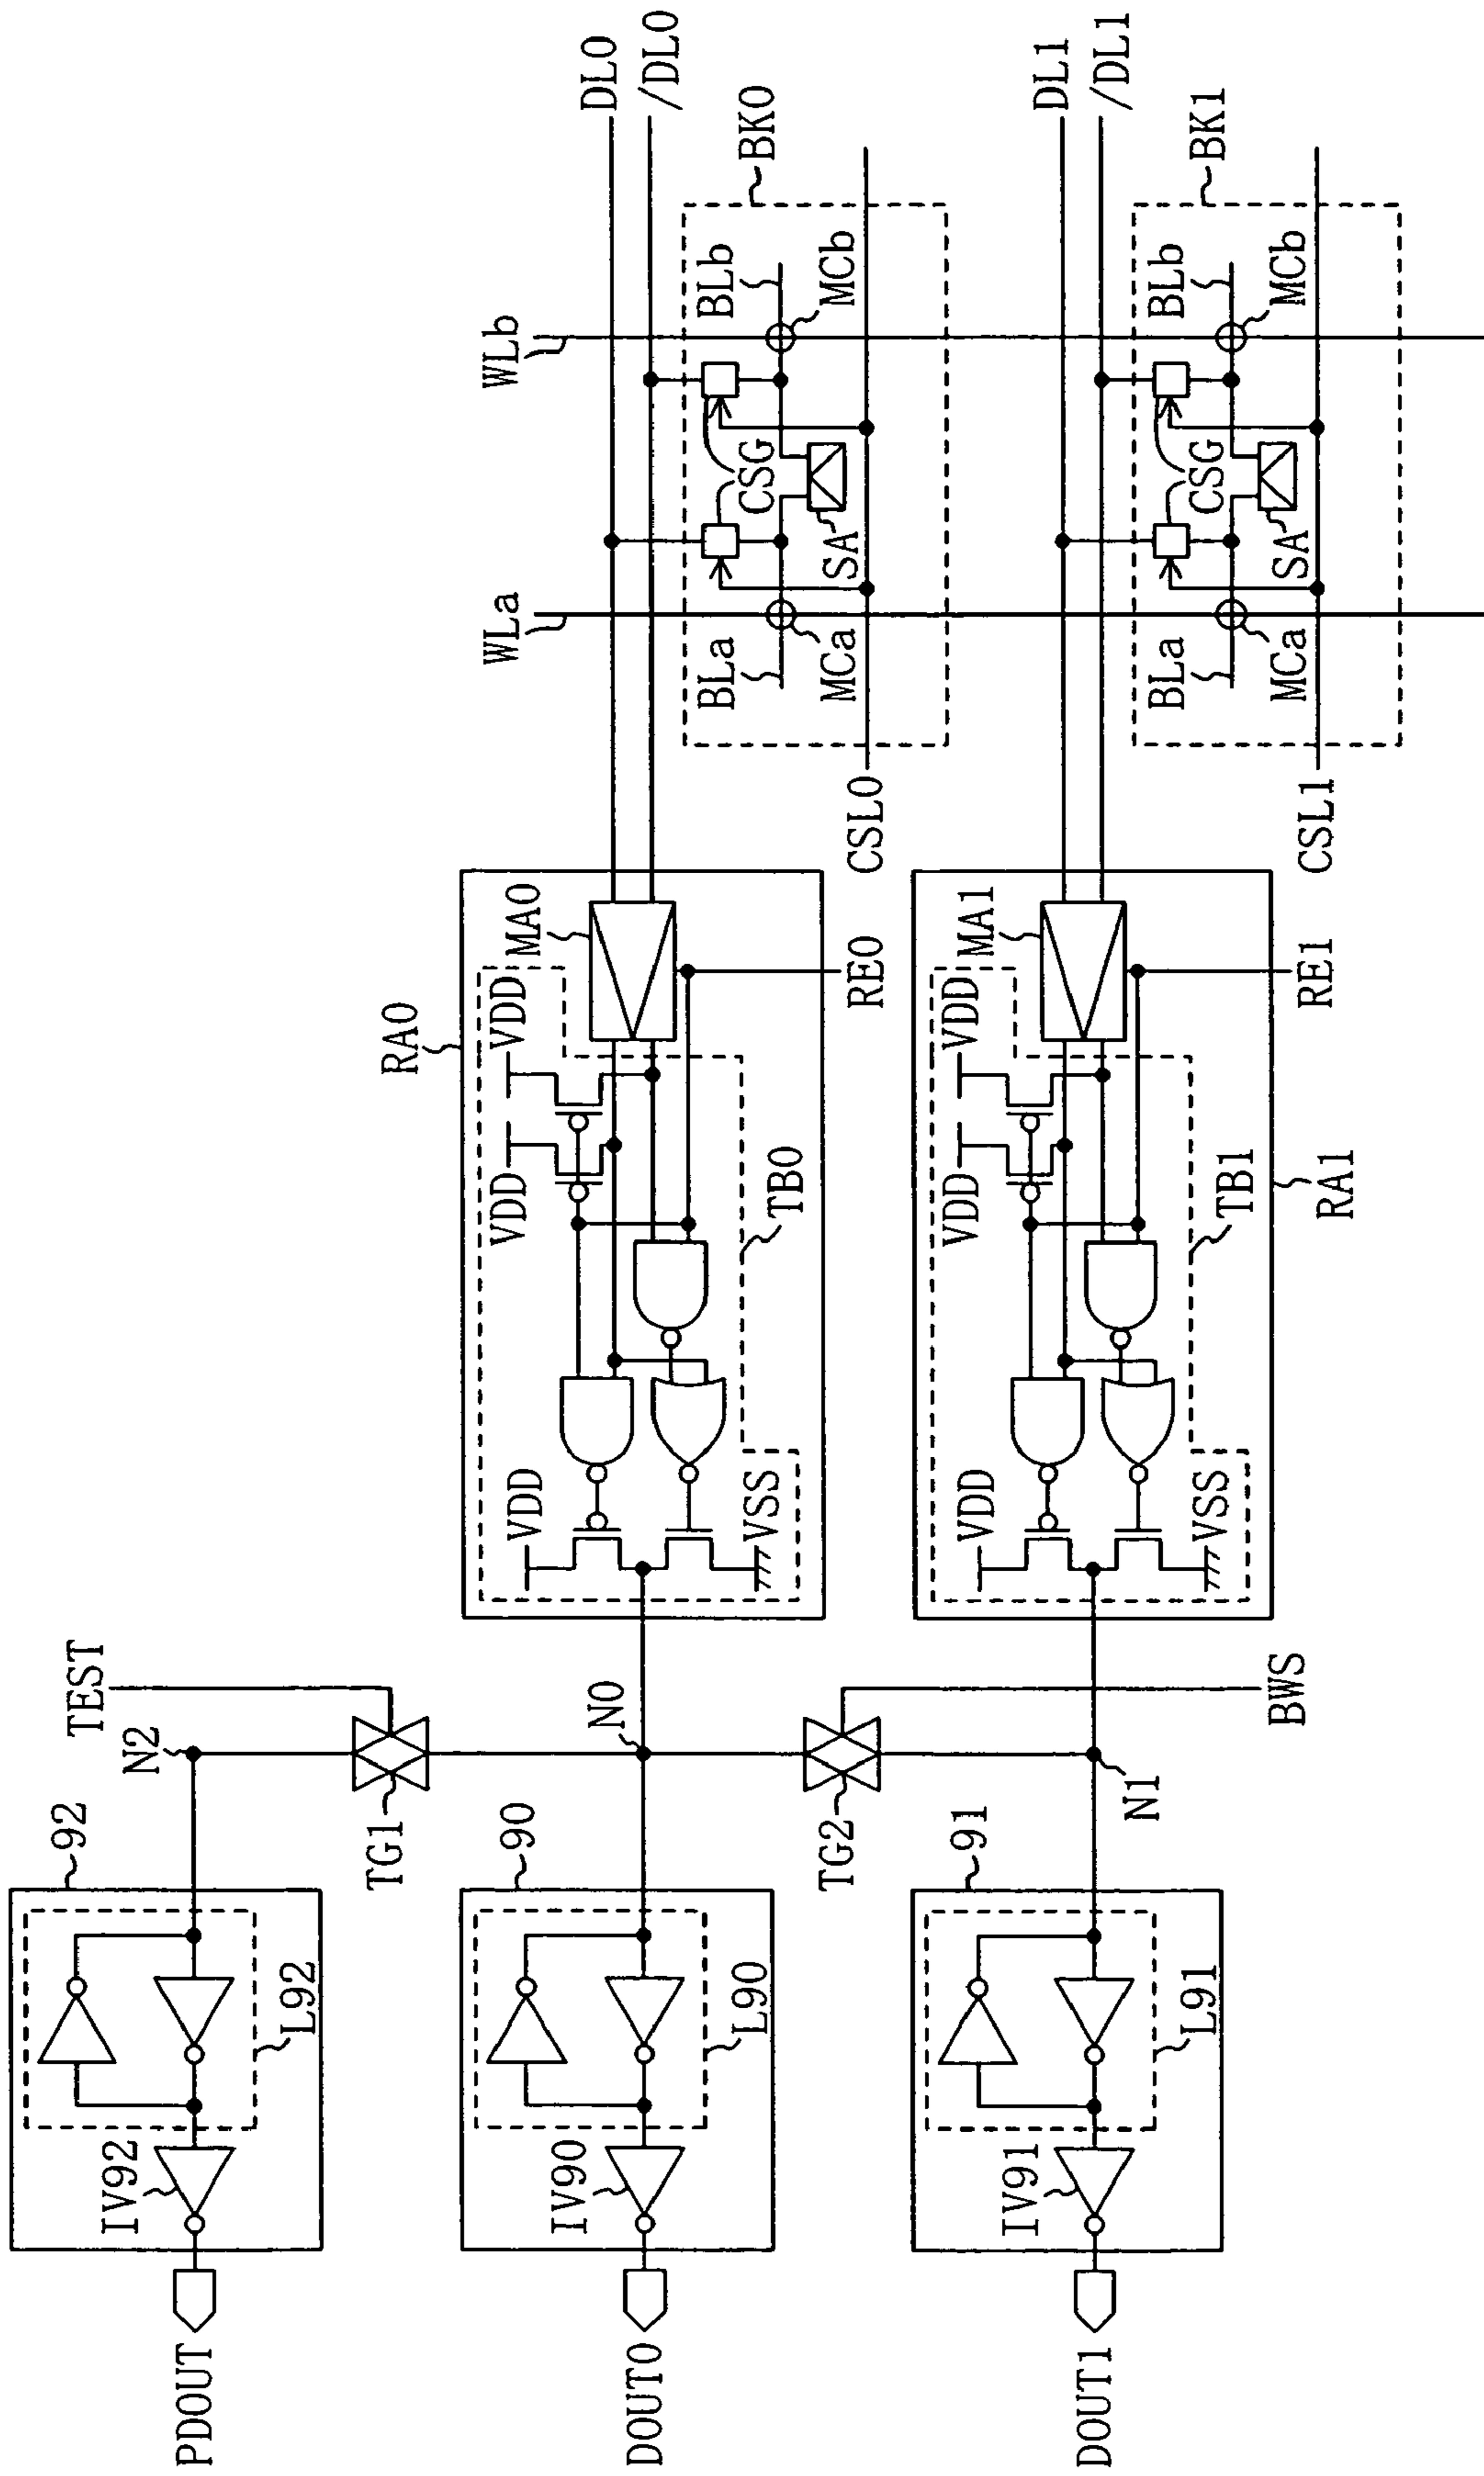 TEST
N2
92
TG1
L92
IV92
PDOUT
RA0
VDD
VDD
MA0
TB0
VDD
VSS
RE0
N0
90
TG2
L90
IV90
DOUT0
WLa
WLb
DL0
/DL0
BK0
BLa
BLb
CSG
SA
MCa
MCb
CSL0
VDD
VDD
MA1
TB1
RA1
VDD
VSS
RE1
BWS
N1
91
L91
IV91
DOUT1
DL1
/DL1
BK1
BLa
BLb
CSG
SA
MCa
MCb
CSL1